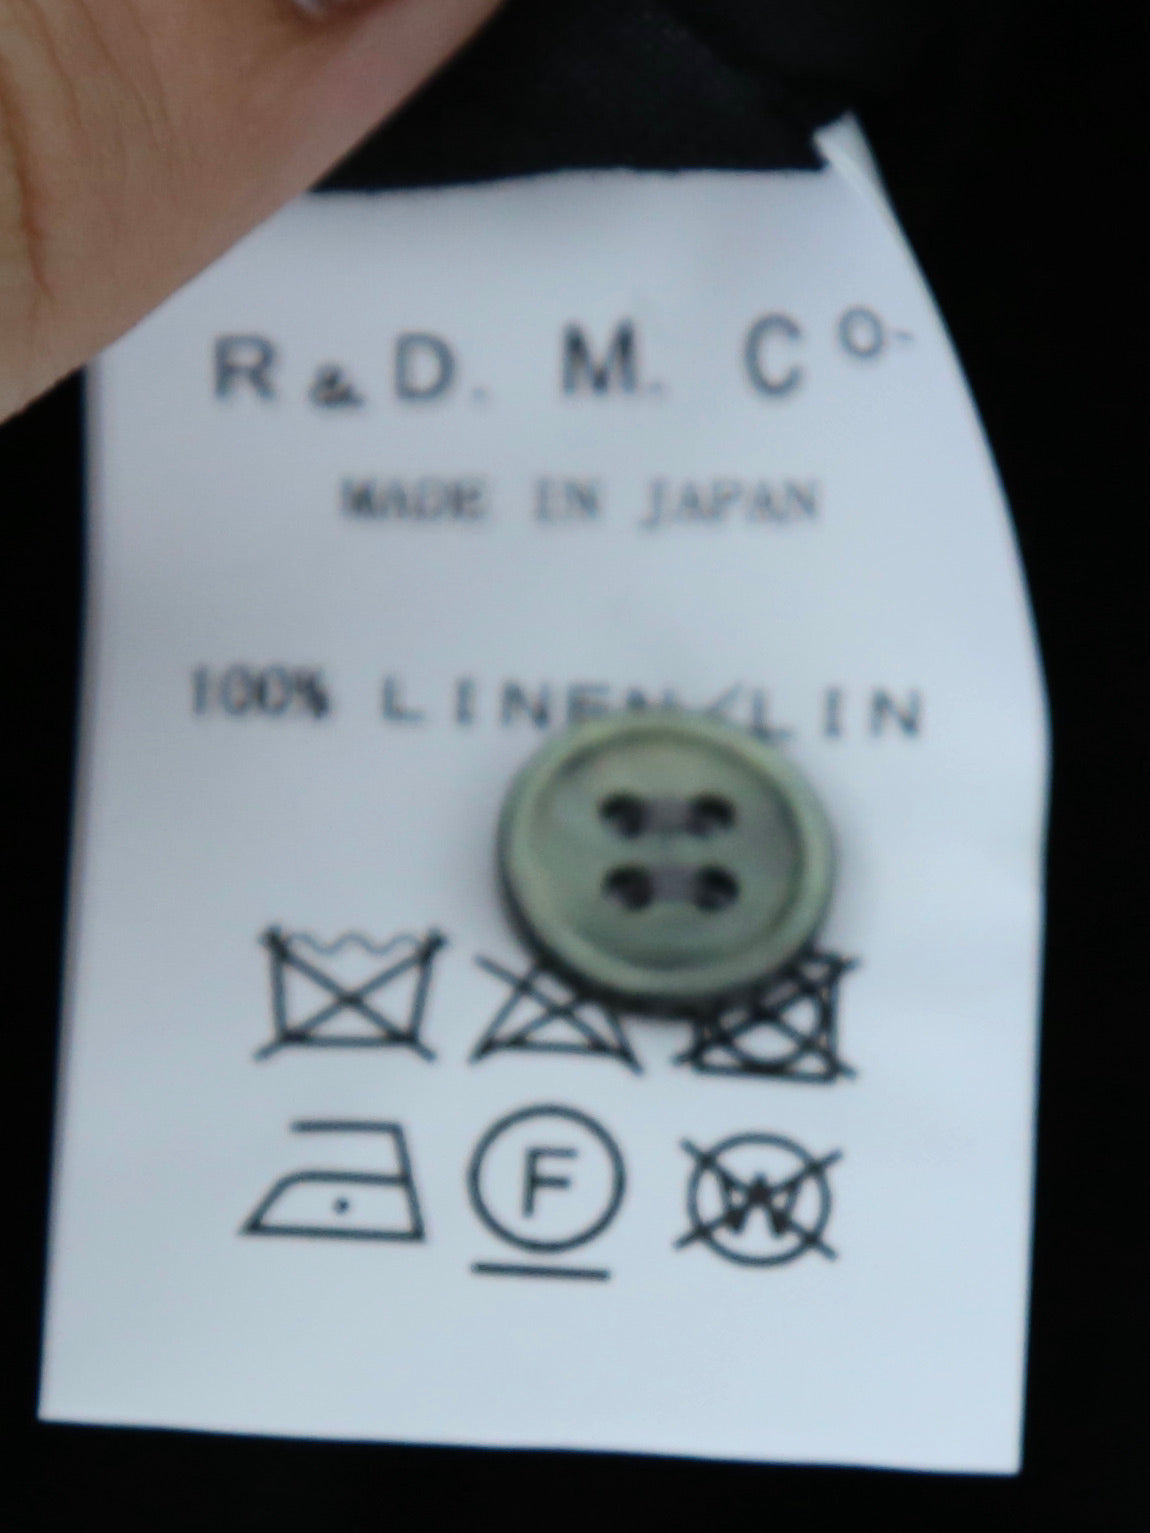 R & D. M. Co-
MADE IN JAPAN
100% LINEN/LIN
F W